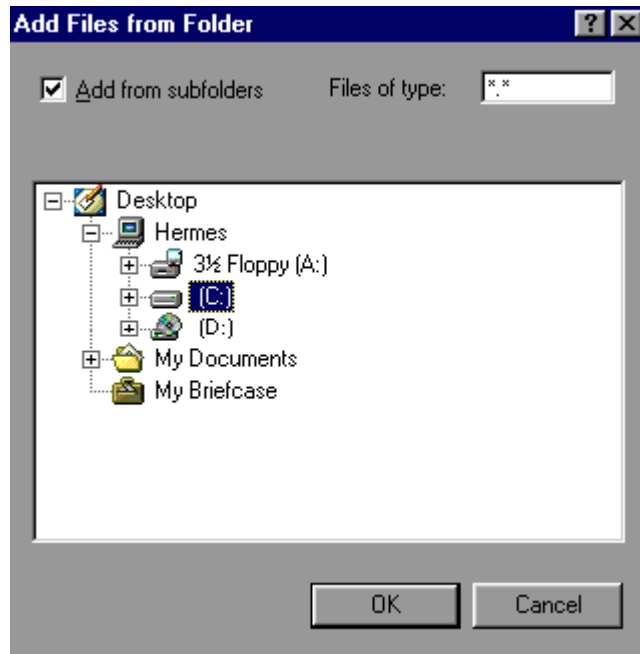 Add Files from Folder
Add from subfolders Files of type: *.*
Desktop
Hermes
3½ Floppy (A:)
(C:)
(D:)
My Documents
My Briefcase
OK Cancel